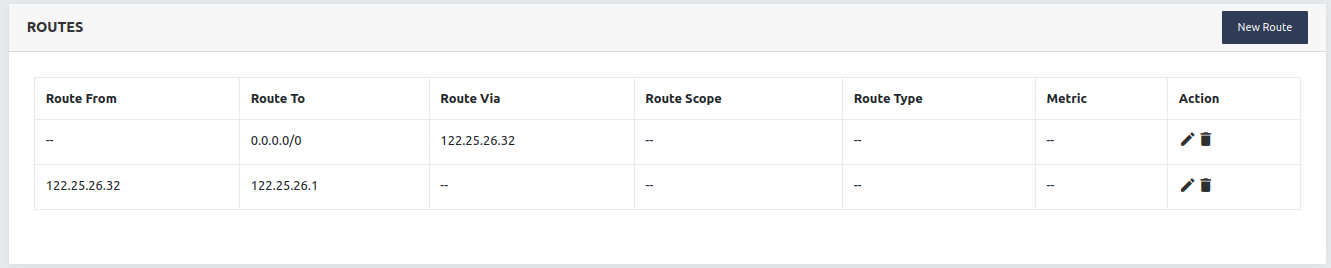 ROUTES
New Route
Route From Route To Route Via Route Scope Route Type Metric Action
-- 0.0.0.0/0 122.25.26.32 -- -- --
122.25.26.32 122.25.26.1 -- -- -- --